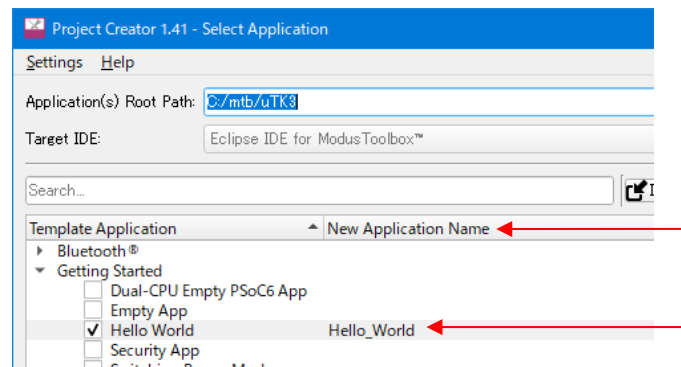 Project Creator 1.41 - Select Application
Settings Help
Application(s) Root Path: C:/mtb/uTK3
Target IDE: Eclipse IDE for ModusToolbox™
Search...
Template Application New Application Name
Bluetooth®
Getting Started
Dual-CPU Empty PSoC6 App
Empty App
Hello World Hello_World
Security App